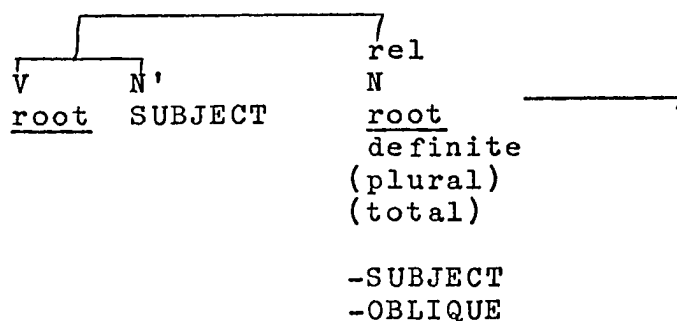 rel
V N' N
root SUBJECT root
definite
(plural)
(total)
-SUBJECT
-OBLIQUE